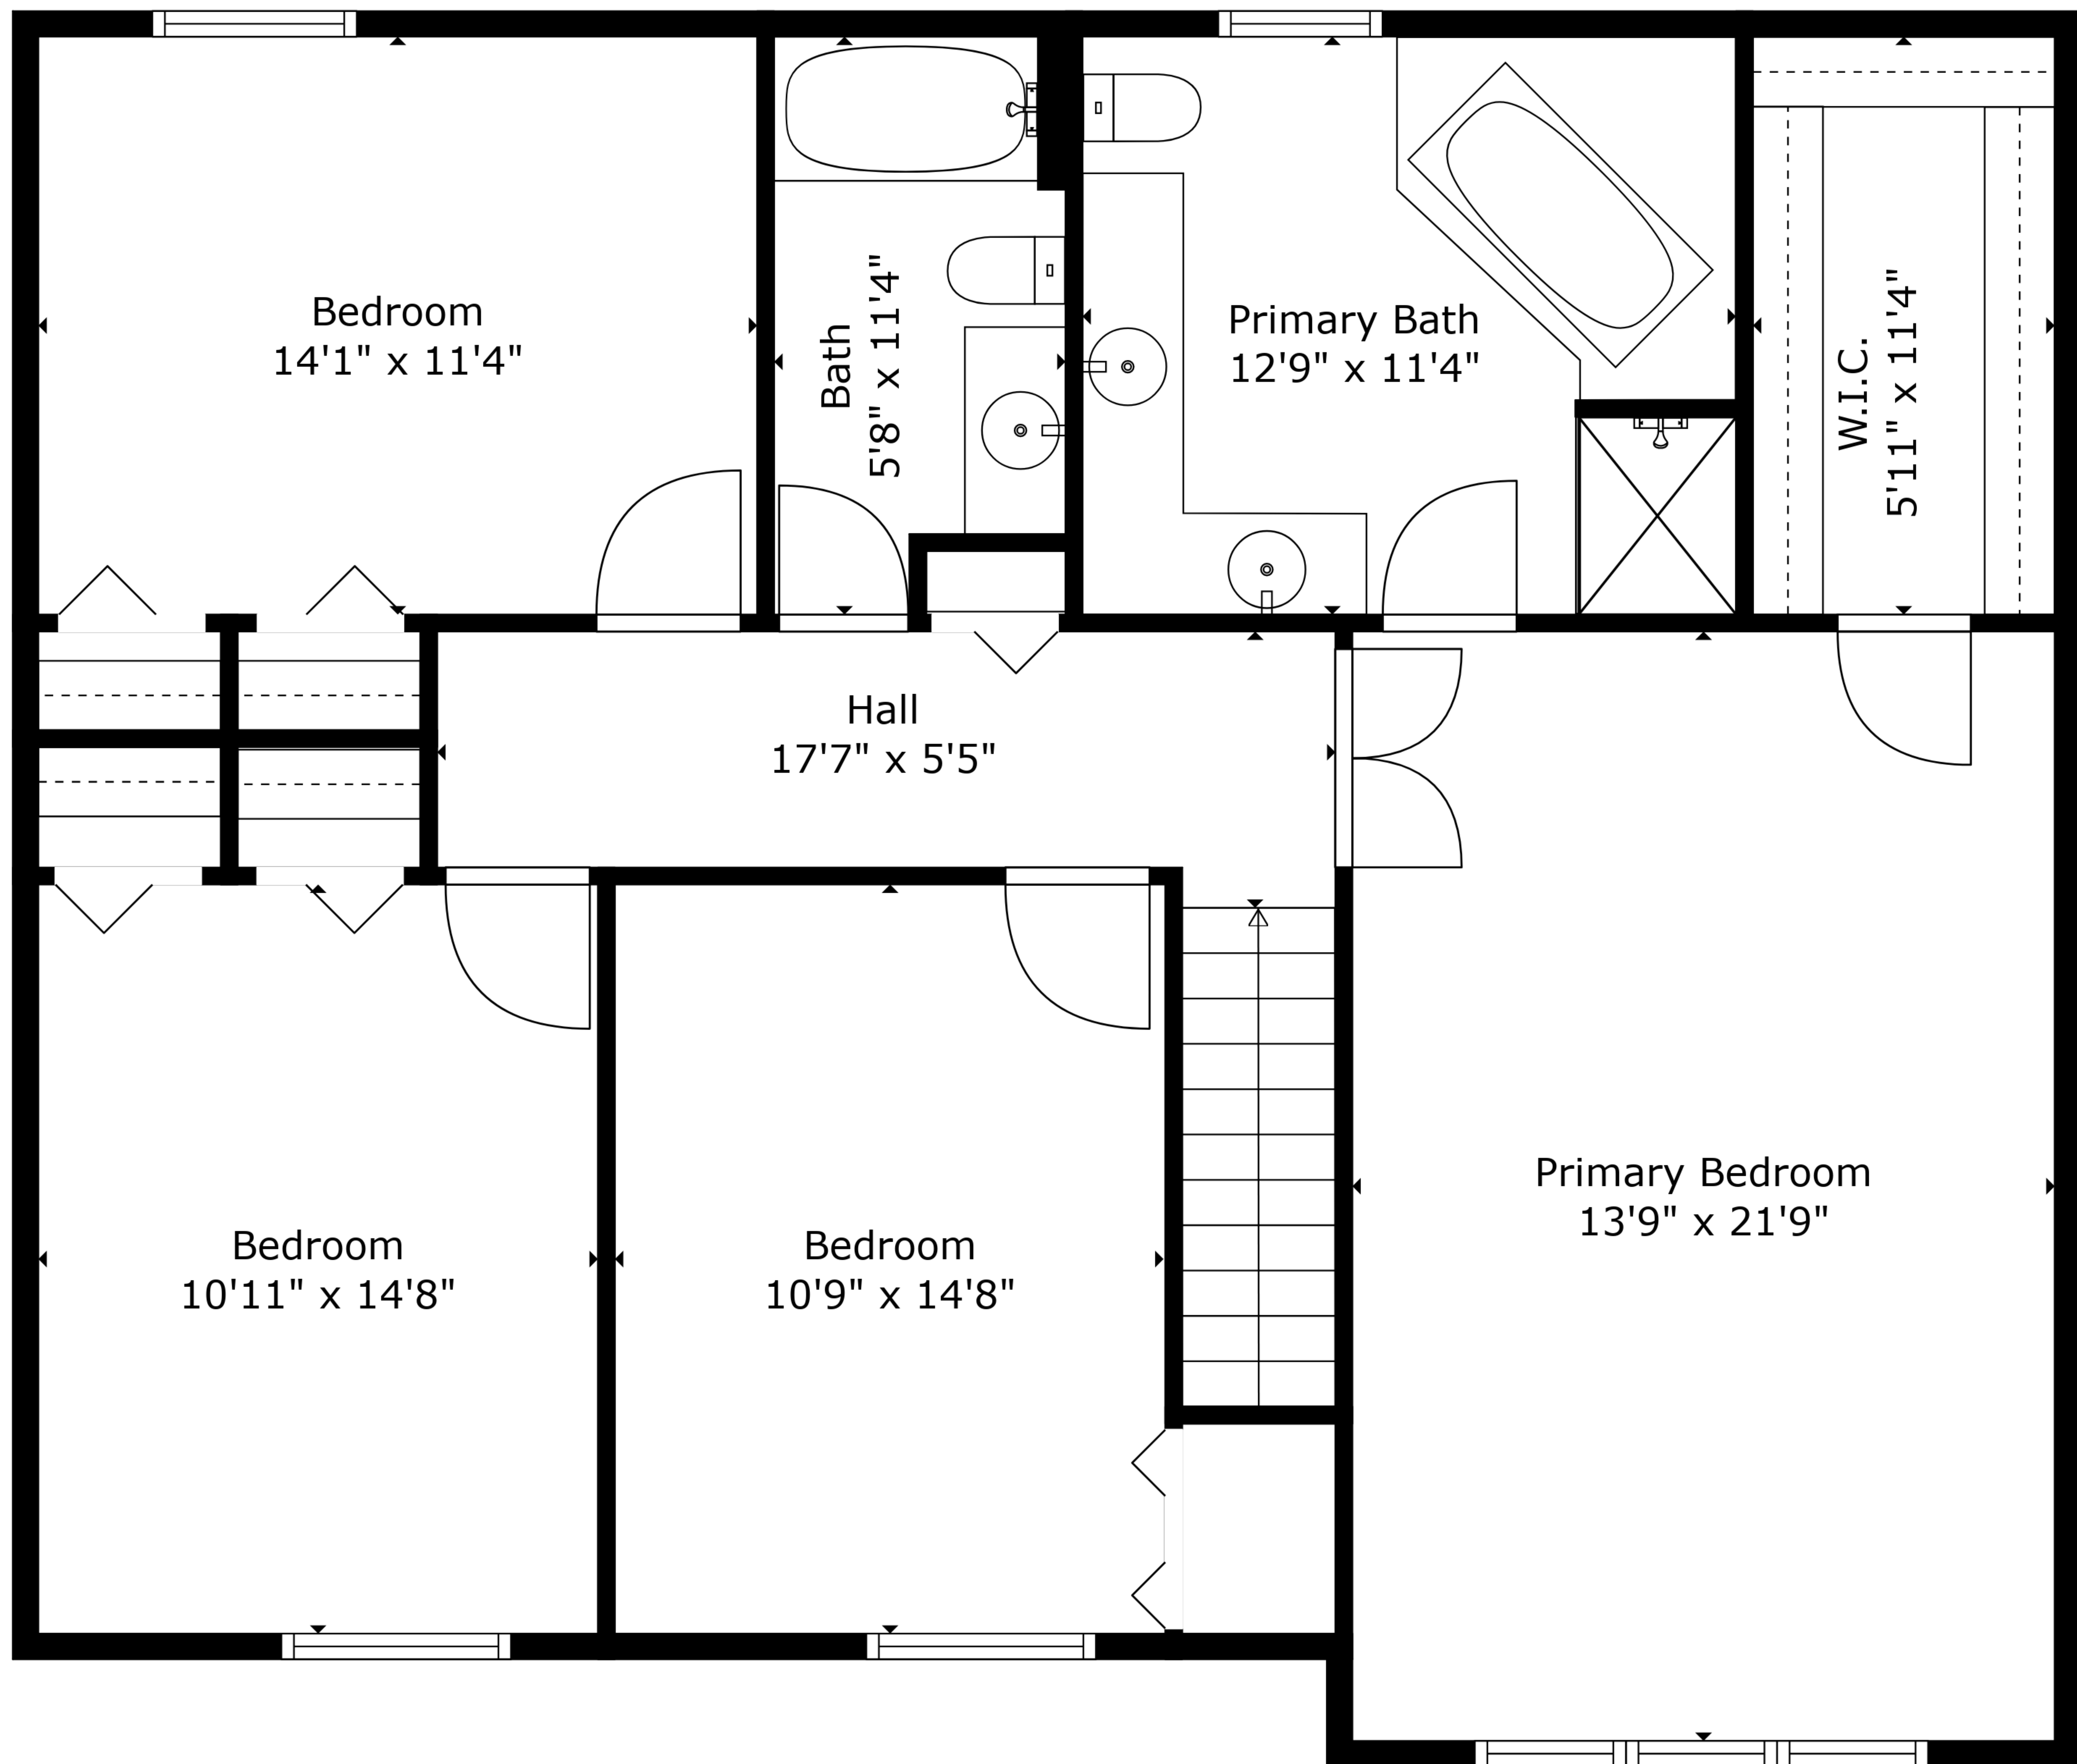 Bedroom
14'1" x 11'4"
Bath
5'8" x 11'4"
Primary Bath
12'9" x 11'4"
W.I.C.
5'11" x 11'4"
Hall
17'7" x 5'5"
Primary Bedroom
13'9" x 21'9"
Bedroom
10'11" x 14'8"
Bedroom
10'9" x 14'8"